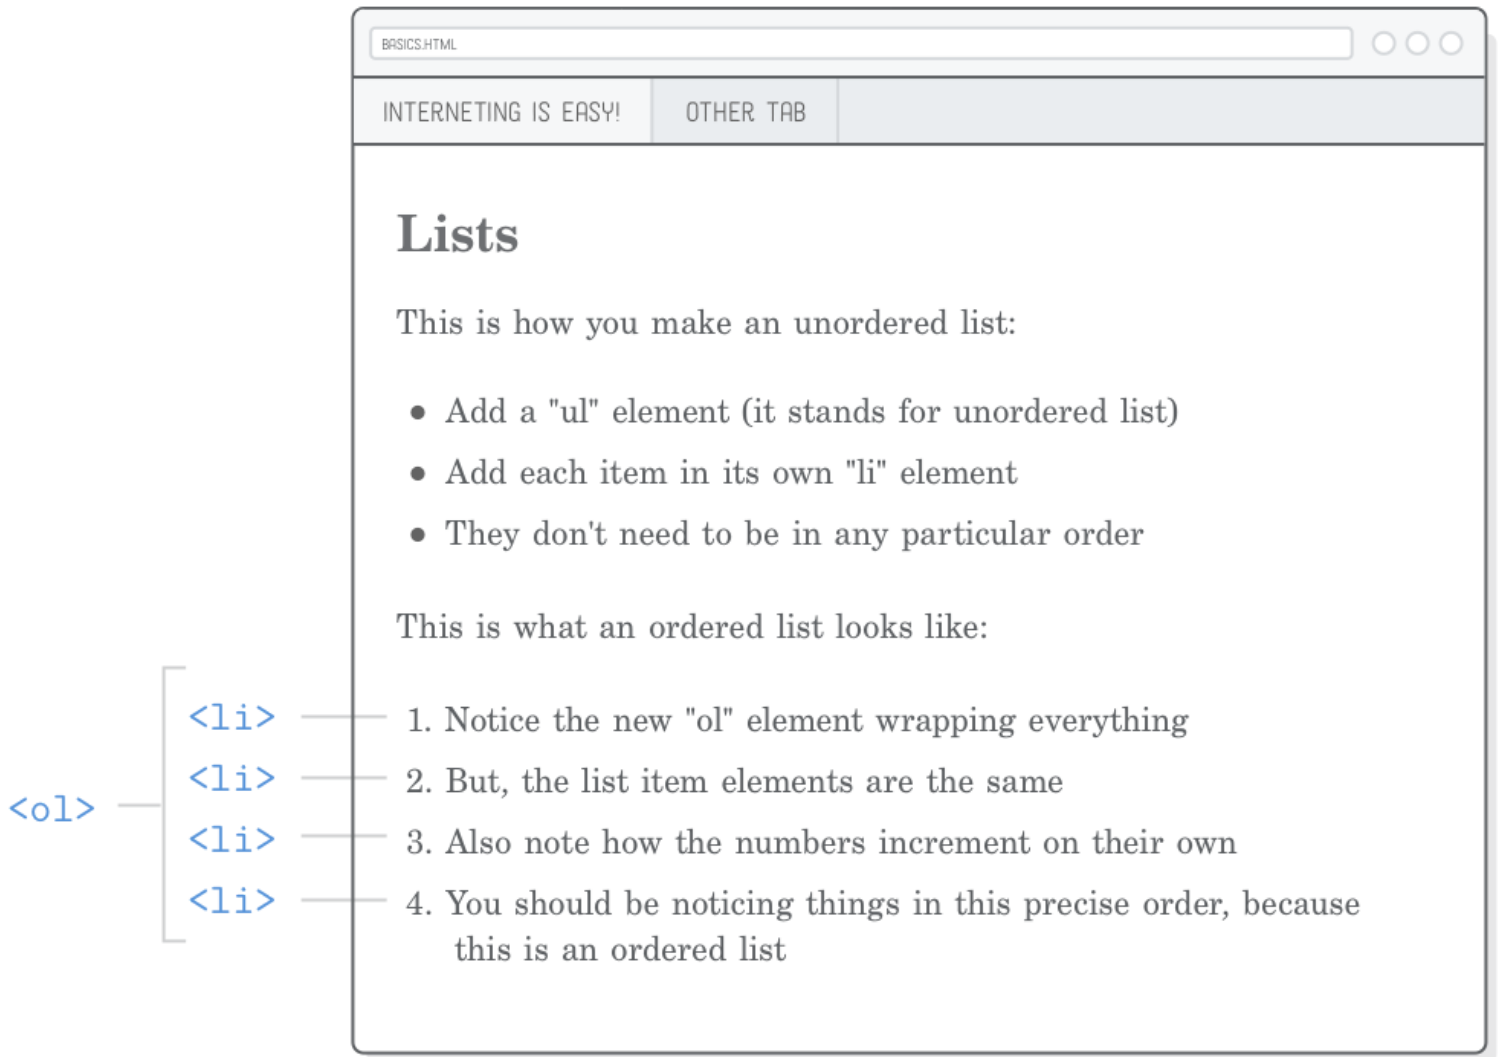 BASICS.HTML
INTERNETING IS EASY!
OTHER TAB
Lists
This is how you make an unordered list:
● Add a "ul" element (it stands for unordered list)
● Add each item in its own "li" element
● They don't need to be in any particular order
This is what an ordered list looks like:
<ol>
<li>
1. Notice the new "ol" element wrapping everything
<li>
2. But, the list item elements are the same
<li>
3. Also note how the numbers increment on their own
<li>
4. You should be noticing things in this precise order, because
this is an ordered list